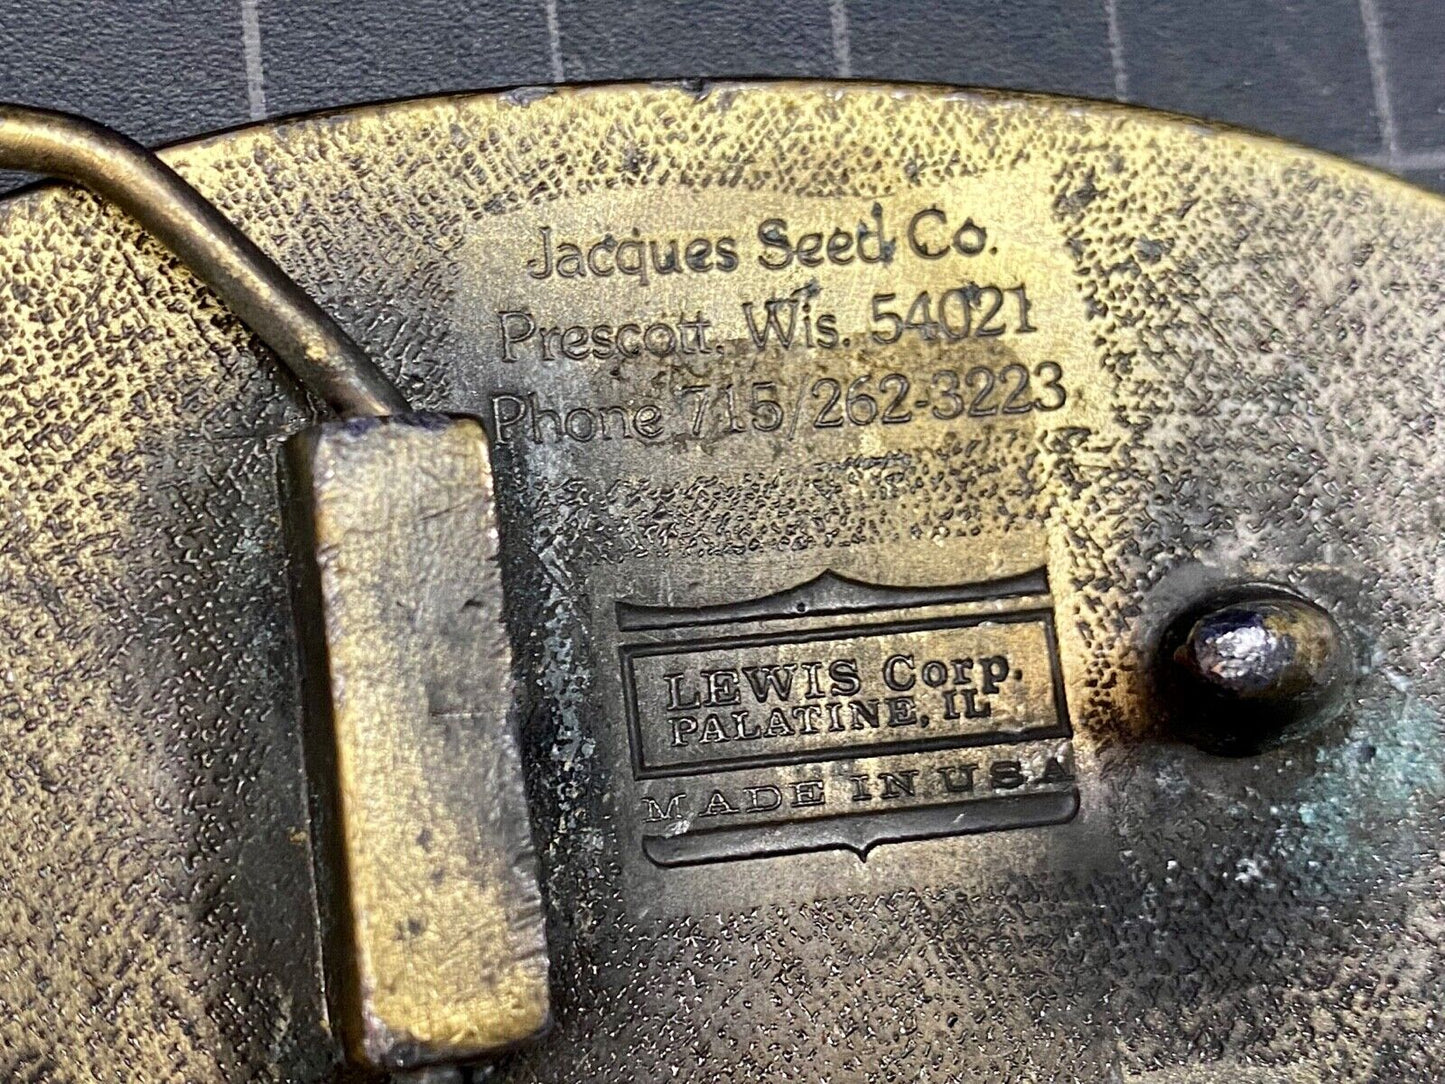 Jacques Seed Co.
Prescott, Wis. 54021
Phone 715/262-3223
LEWIS Corp.
PALATINE, IL
MADE IN USA